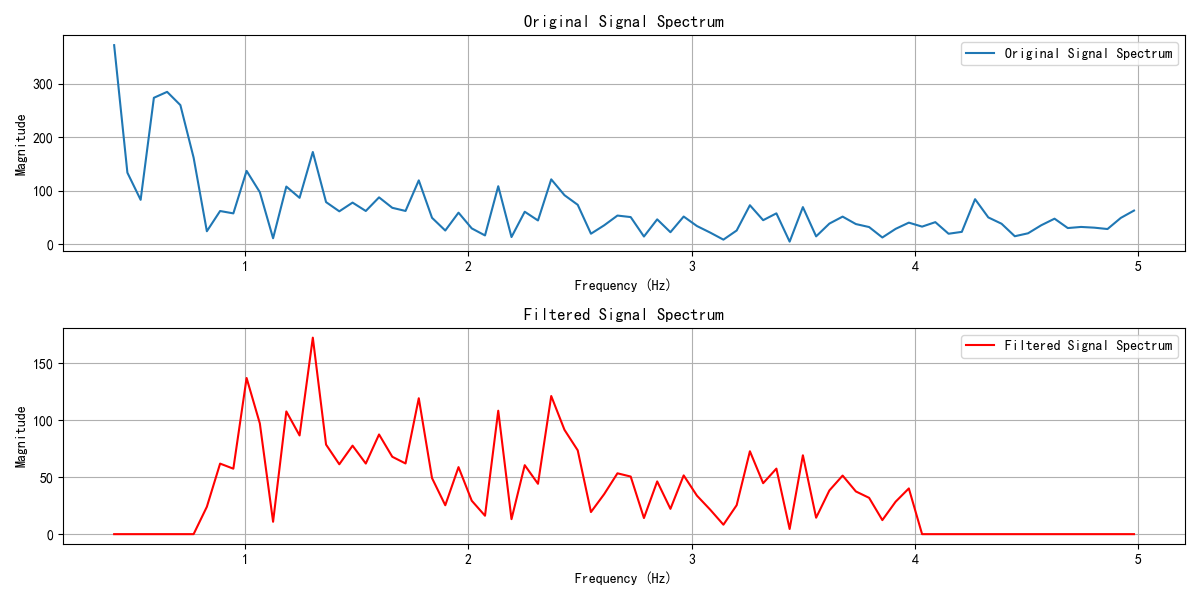 Original Signal Spectrum
Original Signal Spectrum
Magnitude
300
200
100
0
1 2 3 4 5
Frequency (Hz)
Filtered Signal Spectrum
Filtered Signal Spectrum
Magnitude
150
100
50
0
1 2 3 4 5
Frequency (Hz)